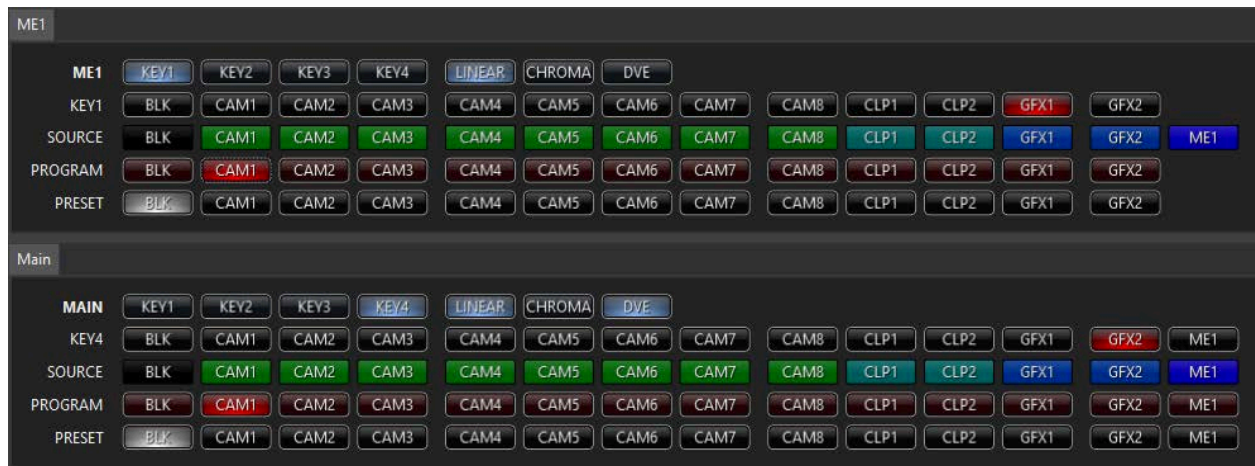 ME1
ME1 KEY1 KEY2 KEY3 KEY4 LINEAR CHROMA DVE
KEY1 BLK CAM1 CAM2 CAM3 CAM4 CAM5 CAM6 CAM7 CAM8 CLP1 CLP2 GFX1 GFX2
SOURCE BLK CAM1 CAM2 CAM3 CAM4 CAM5 CAM6 CAM7 CAM8 CLP1 CLP2 GFX1 GFX2 ME1
PROGRAM BLK CAM1 CAM2 CAM3 CAM4 CAM5 CAM6 CAM7 CAM8 CLP1 CLP2 GFX1 GFX2
PRESET BLK CAM1 CAM2 CAM3 CAM4 CAM5 CAM6 CAM7 CAM8 CLP1 CLP2 GFX1 GFX2
Main
MAIN KEY1 KEY2 KEY3 KEY4 LINEAR CHROMA DVE
KEY4 BLK CAM1 CAM2 CAM3 CAM4 CAM5 CAM6 CAM7 CAM8 CLP1 CLP2 GFX1 GFX2 ME1
SOURCE BLK CAM1 CAM2 CAM3 CAM4 CAM5 CAM6 CAM7 CAM8 CLP1 CLP2 GFX1 GFX2 ME1
PROGRAM BLK CAM1 CAM2 CAM3 CAM4 CAM5 CAM6 CAM7 CAM8 CLP1 CLP2 GFX1 GFX2 ME1
PRESET BLK CAM1 CAM2 CAM3 CAM4 CAM5 CAM6 CAM7 CAM8 CLP1 CLP2 GFX1 GFX2 ME1